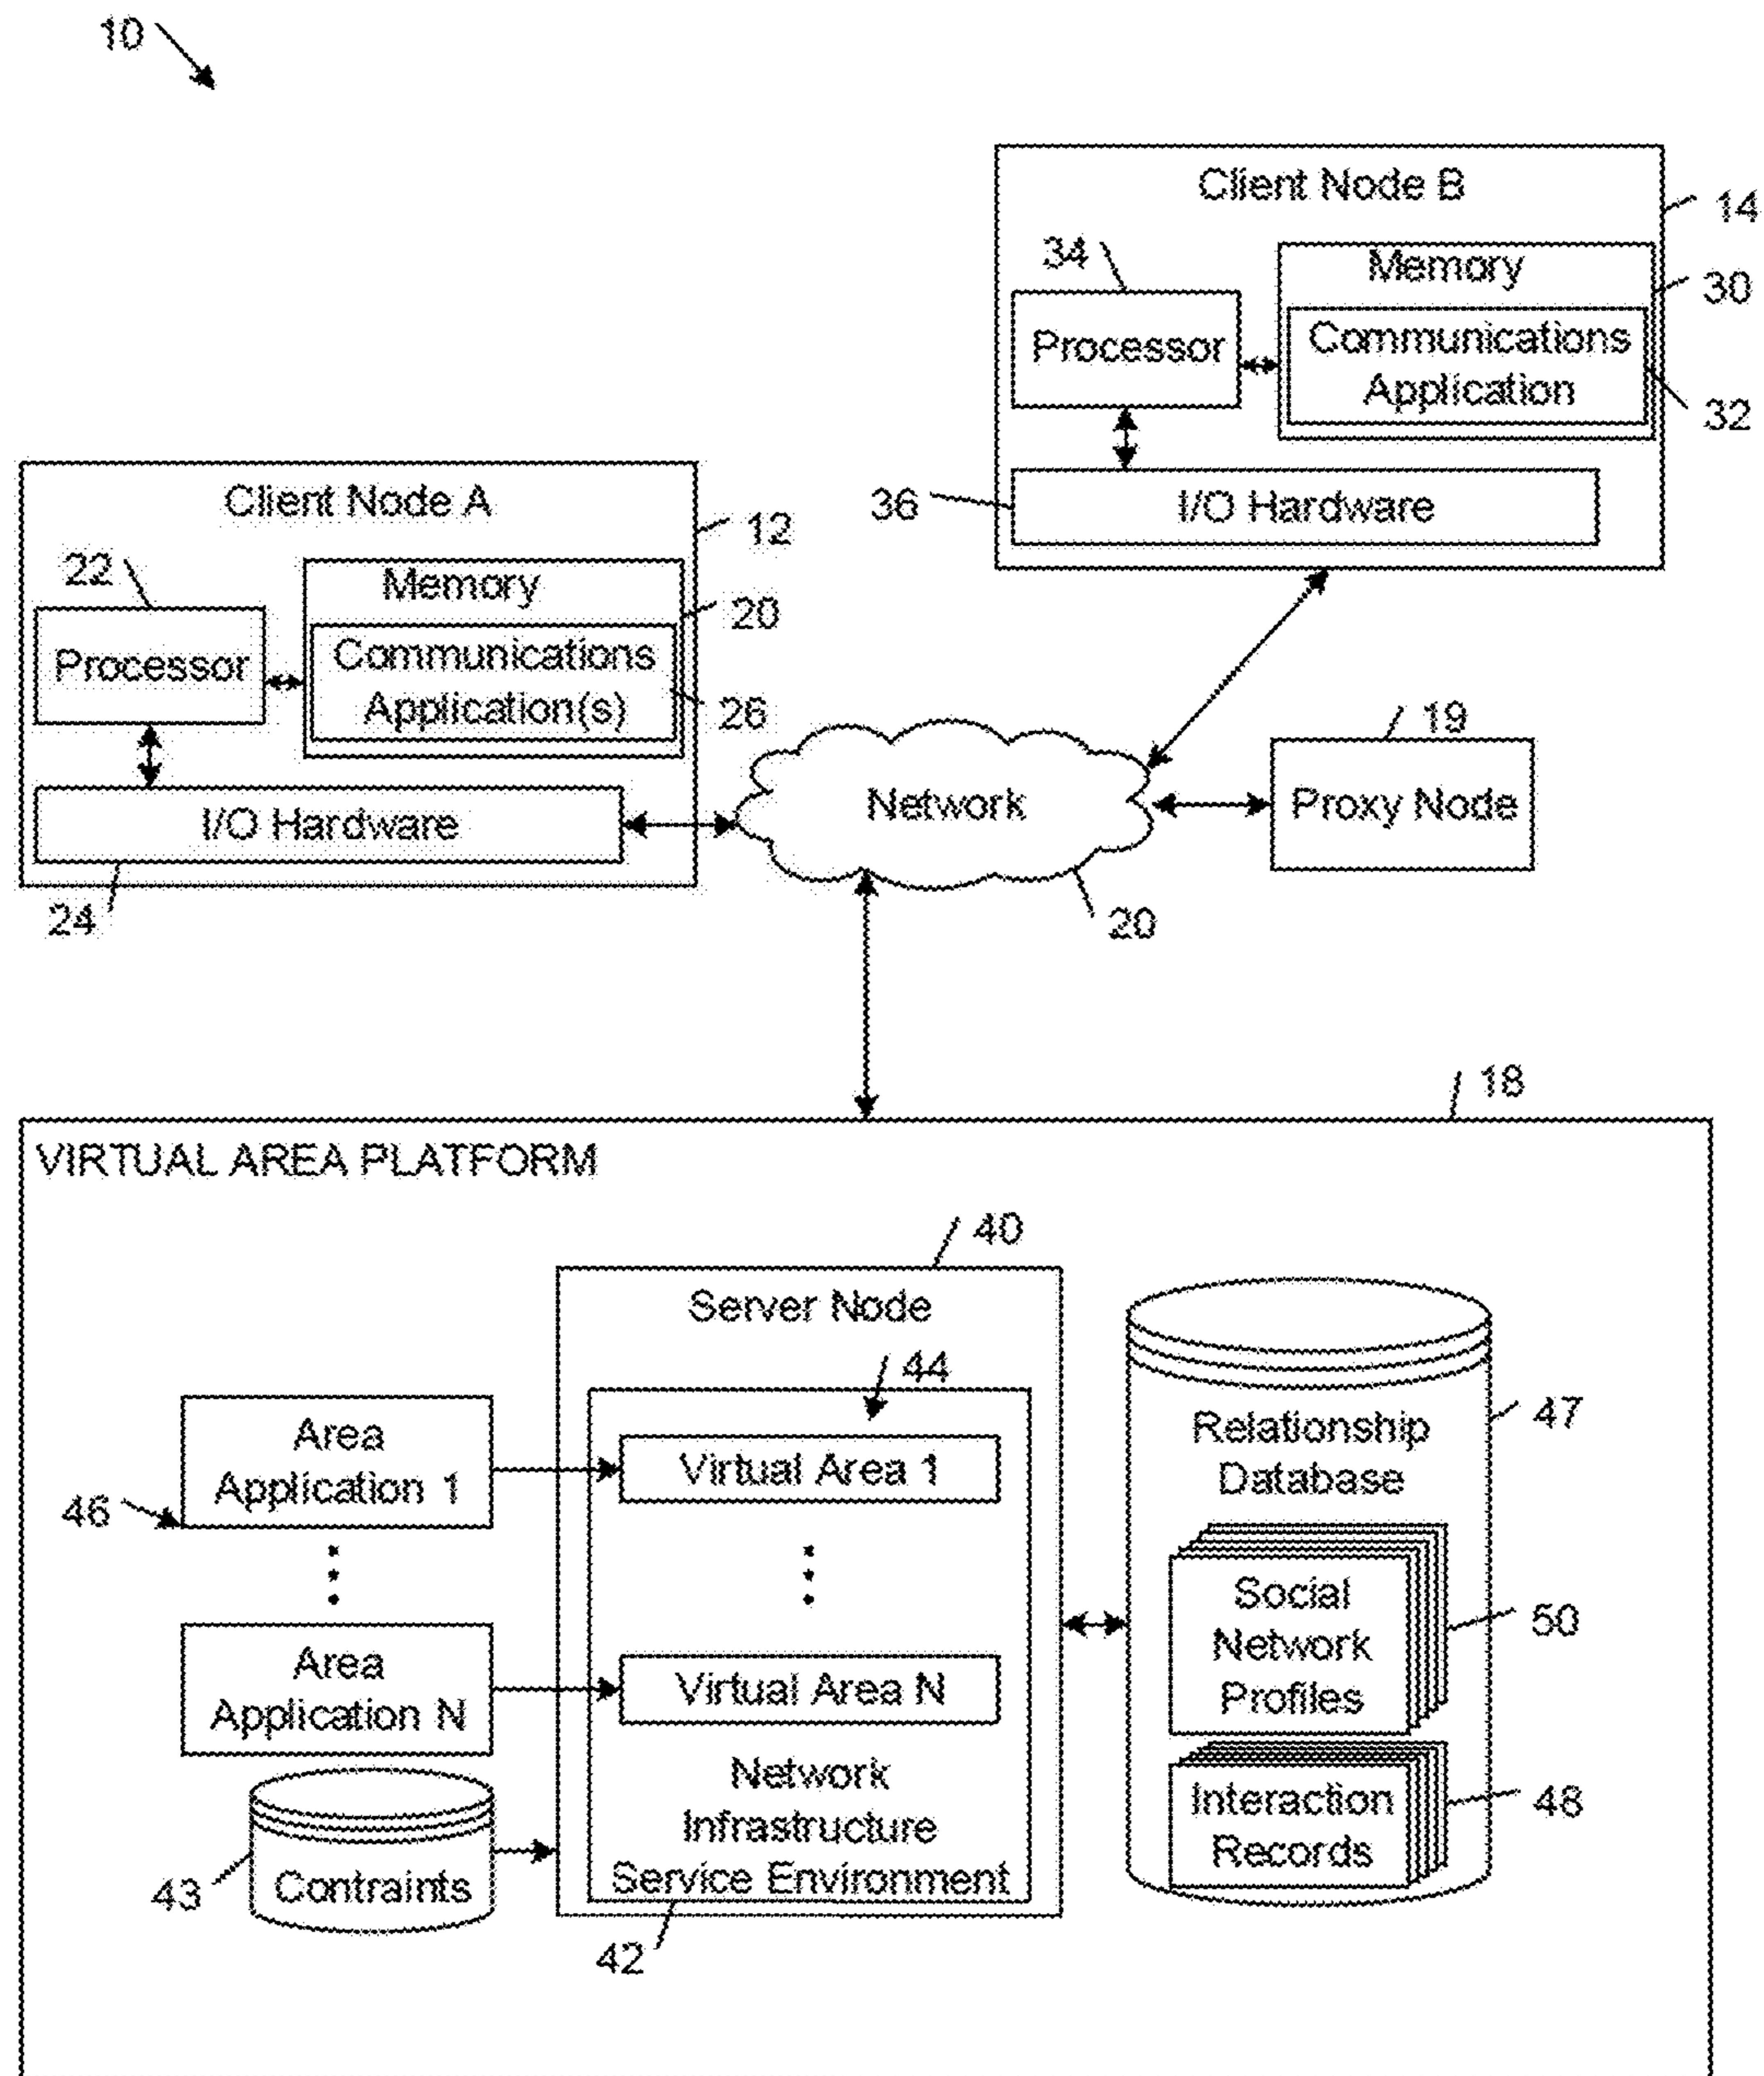 10
Client Node B
14
34
Memory
30
Processor
Communications
Application
32
36
I/O Hardware
Client Node A
12
22
Memory
20
Processor
Communications
Application(s)
26
I/O Hardware
24
Network
20
19
Proxy Node
18
VIRTUAL AREA PLATFORM
40
Server Node
44
Area
Application 1
46
Virtual Area 1
Area
Application N
Virtual Area N
Network
Infrastructure
Service Environment
42
43
Contraints
Relationship
Database
47
Social
Network
Profiles
50
Interaction
Records
48